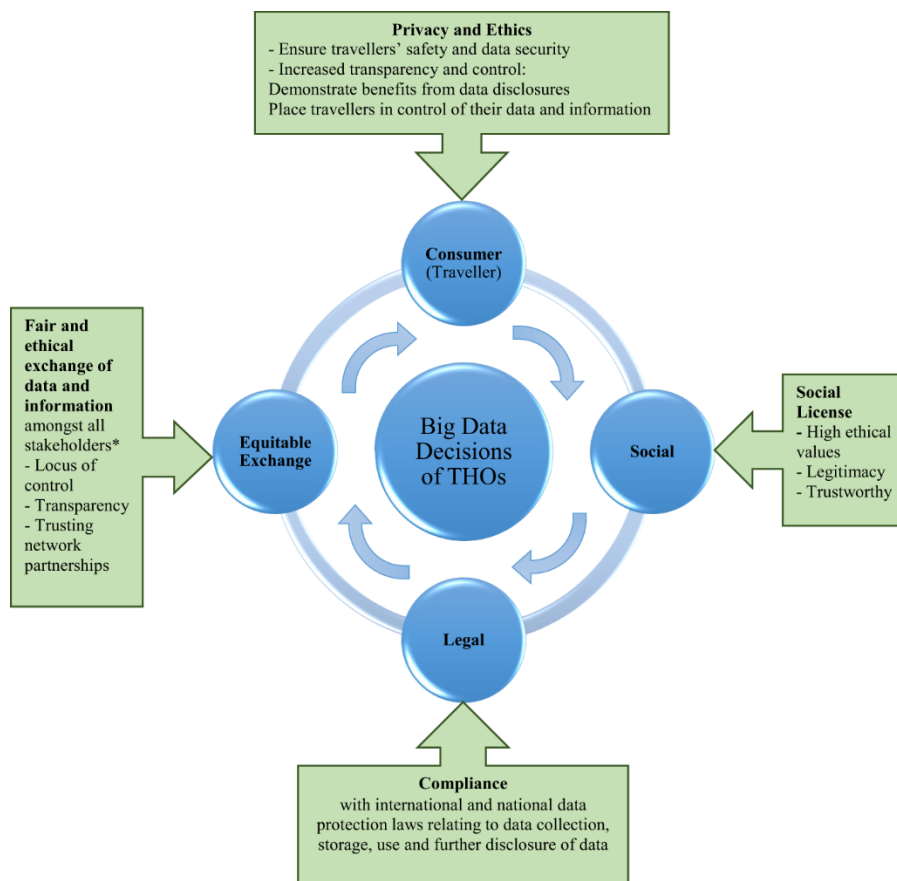 Privacy and Ethics
- Ensure travellers’ safety and data security
- Increased transparency and control:
Demonstrate benefits from data disclosures
Place travellers in control of their data and information
Consumer
(Traveller)
Fair and
ethical
exchange of
data and
information
amongst all
stakeholders*
- Locus of
control
- Transparency
- Trusting
network
partnerships
Equitable
Exchange
Big Data
Decisions
of THOs
Social
Social
License
- High ethical
values
- Legitimacy
- Trustworthy
Legal
Compliance
with international and national data
protection laws relating to data collection,
storage, use and further disclosure of data